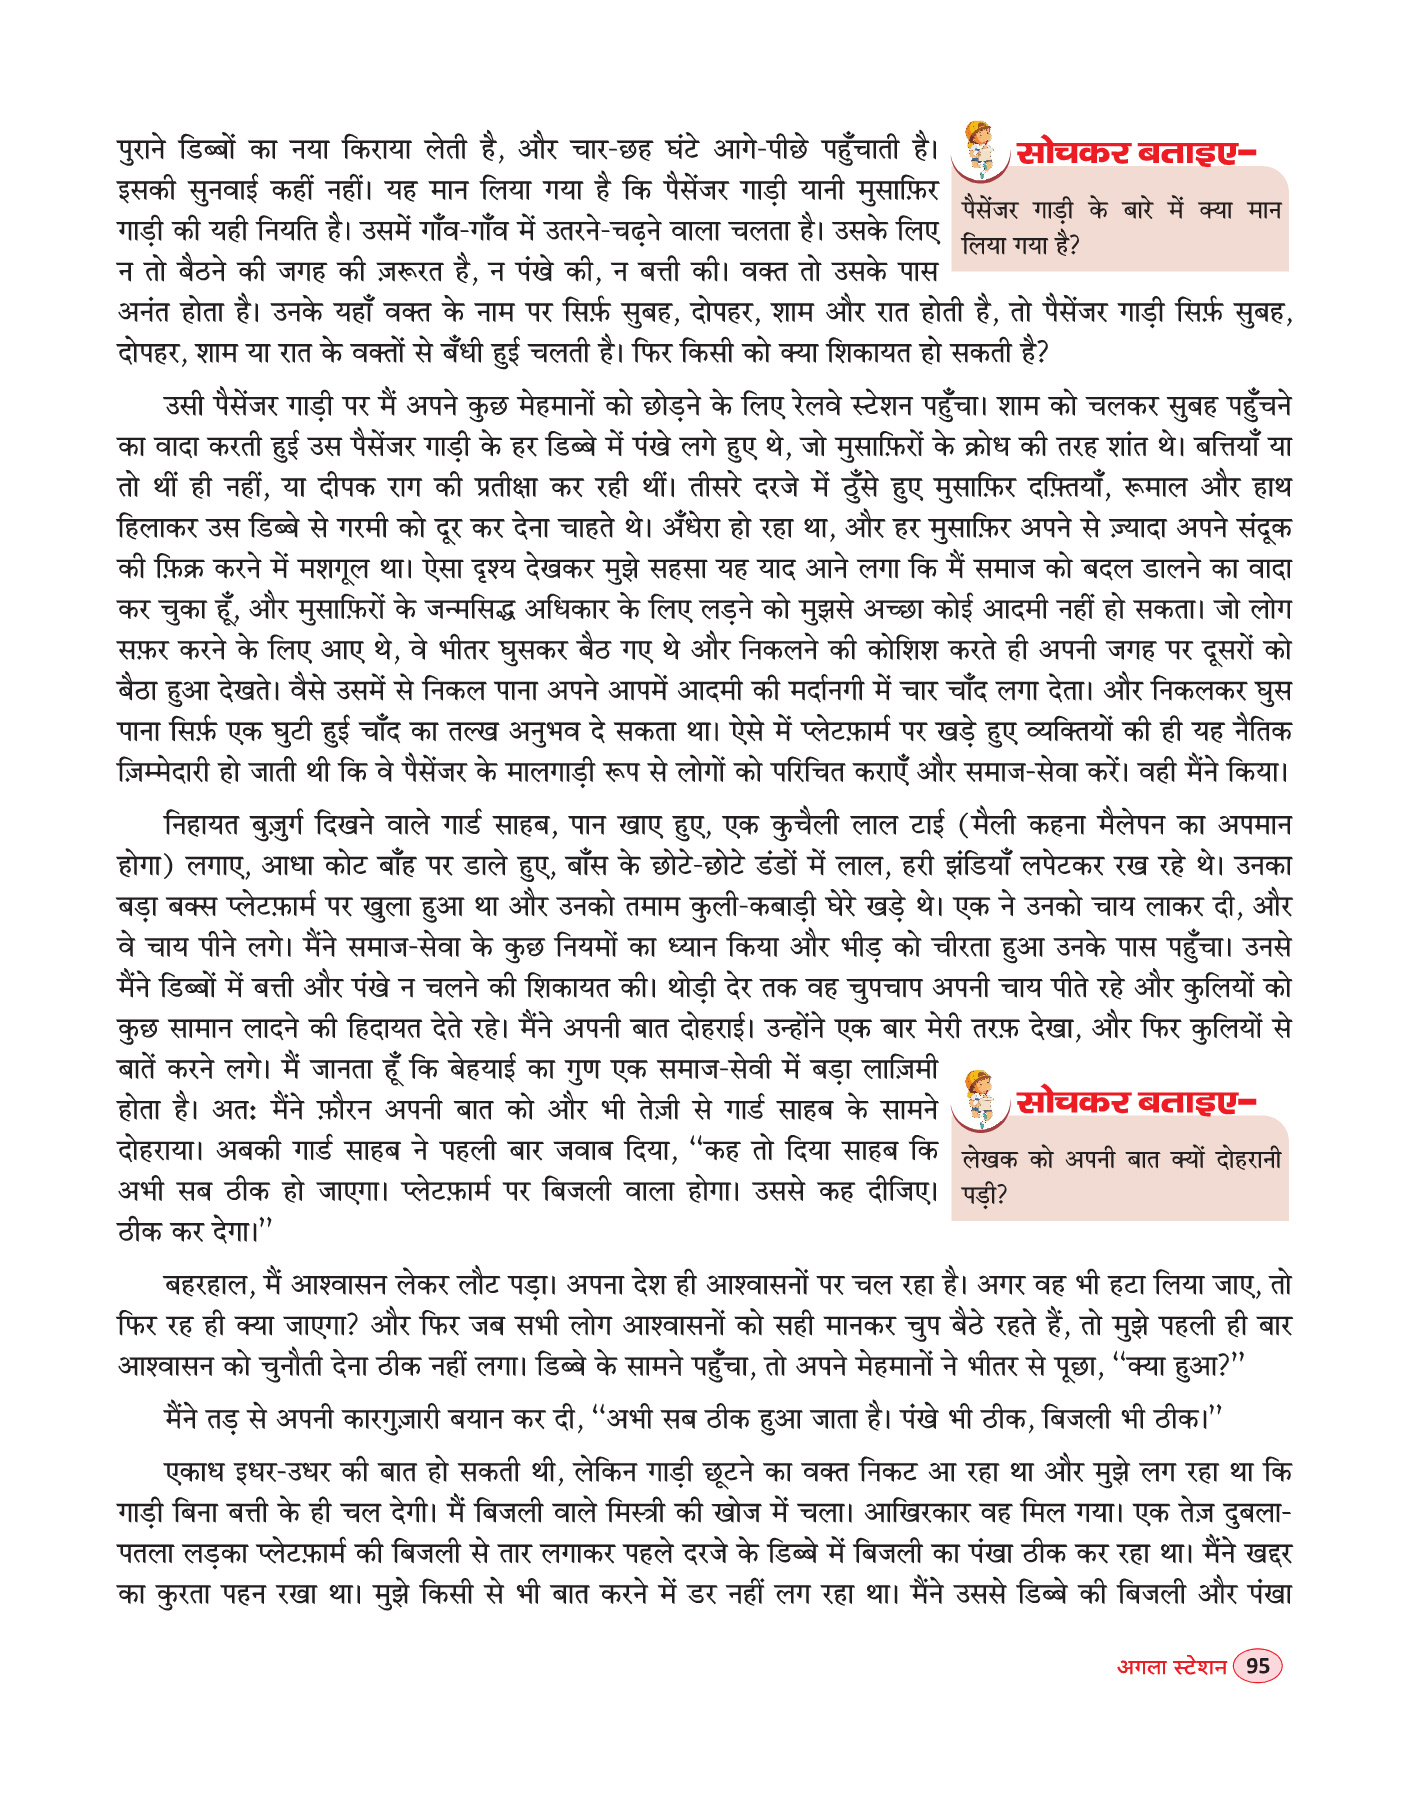 पुराने डिब्बों का नया किराया लेती है, और चार-छह घंटे आगे-पीछे पहुँचाती है।
इसकी सुनवाई कहीं नहीं। यह मान लिया गया है कि पैसेंजर गाड़ी यानी मुसाफ़िर
गाड़ी की यही नियति है। उसमें गाँव-गाँव में उतरने-चढ़ने वाला चलता है। उसके लिए
न तो बैठने की जगह की ज़रूरत है, न पंखे की, न बत्ती की। वक्त तो उसके पास
सोचकर बताइए–
पैसेंजर गाड़ी के बारे में क्या मान
लिया गया है?
अनंत होता है। उनके यहाँ वक्त के नाम पर सिर्फ़ सुबह, दोपहर, शाम और रात होती है, तो पैसेंजर गाड़ी सिर्फ़ सुबह,
दोपहर, शाम या रात के वक्तों से बँधी हुई चलती है। फिर किसी को क्या शिकायत हो सकती है?
उसी पैसेंजर गाड़ी पर मैं अपने कुछ मेहमानों को छोड़ने के लिए रेलवे स्टेशन पहुँचा। शाम को चलकर सुबह पहुँचने
का वादा करती हुई उस पैसेंजर गाड़ी के हर डिब्बे में पंखे लगे हुए थे, जो मुसाफ़िरों के क्रोध की तरह शांत थे। बत्तियाँ या
तो थीं ही नहीं, या दीपक राग की प्रतीक्षा कर रही थीं। तीसरे दरजे में ठुँसे हुए मुसाफ़िर दफ़्तियाँ, रूमाल और हाथ
हिलाकर उस डिब्बे से गरमी को दूर कर देना चाहते थे। अँधेरा हो रहा था, और हर मुसाफ़िर अपने से ज़्यादा अपने संदूक
की फ़िक्र करने में मशगूल था। ऐसा दृश्य देखकर मुझे सहसा यह याद आने लगा कि मैं समाज को बदल डालने का वादा
कर चुका हूँ, और मुसाफ़िरों के जन्मसिद्ध अधिकार के लिए लड़ने को मुझसे अच्छा कोई आदमी नहीं हो सकता। जो लोग
सफ़र करने के लिए आए थे, वे भीतर घुसकर बैठ गए थे और निकलने की कोशिश करते ही अपनी जगह पर दूसरों को
बैठा हुआ देखते। वैसे उसमें से निकल पाना अपने आपमें आदमी की मर्दानगी में चार चाँद लगा देता। और निकलकर घुस
पाना सिर्फ़ एक घुटी हुई चाँद का तल्ख अनुभव दे सकता था। ऐसे में प्लेटफ़ार्म पर खड़े हुए व्यक्तियों की ही यह नैतिक
ज़िम्मेदारी हो जाती थी कि वे पैसेंजर के मालगाड़ी रूप से लोगों को परिचित कराएँ और समाज-सेवा करें। वही मैंने किया।
निहायत बुज़ुर्ग दिखने वाले गार्ड साहब, पान खाए हुए, एक कुचैली लाल टाई (मैली कहना मैलेपन का अपमान
होगा) लगाए, आधा कोट बाँह पर डाले हुए, बाँस के छोटे-छोटे डंडों में लाल, हरी झंडियाँ लपेटकर रख रहे थे। उनका
बड़ा बक्स प्लेटफ़ार्म पर खुला हुआ था और उनको तमाम कुली-कबाड़ी घेरे खड़े थे। एक ने उनको चाय लाकर दी, और
वे चाय पीने लगे। मैंने समाज-सेवा के कुछ नियमों का ध्यान किया और भीड़ को चीरता हुआ उनके पास पहुँचा। उनसे
मैंने डिब्बों में बत्ती और पंखे न चलने की शिकायत की। थोड़ी देर तक वह चुपचाप अपनी चाय पीते रहे और कुलियों को
कुछ सामान लादने की हिदायत देते रहे। मैंने अपनी बात दोहराई। उन्होंने एक बार मेरी तरफ़ देखा, और फिर कुलियों से
बातें करने लगे। मैं जानता हूँ कि बेहयाई का गुण एक समाज-सेवी में बड़ा लाज़िमी
होता है। अतः मैंने फ़ौरन अपनी बात को और भी तेज़ी से गार्ड साहब के सामने
दोहराया। अबकी गार्ड साहब ने पहली बार जवाब दिया, “कह तो दिया साहब कि
अभी सब ठीक हो जाएगा। प्लेटफ़ार्म पर बिजली वाला होगा। उससे कह दीजिए।
ठीक कर देगा।”
सोचकर बताइए–
लेखक को अपनी बात क्यों दोहरानी
पड़ी?
बहरहाल, मैं आश्वासन लेकर लौट पड़ा। अपना देश ही आश्वासनों पर चल रहा है। अगर वह भी हटा लिया जाए, तो
फिर रह ही क्या जाएगा? और फिर जब सभी लोग आश्वासनों को सही मानकर चुप बैठे रहते हैं, तो मुझे पहली ही बार
आश्वासन को चुनौती देना ठीक नहीं लगा। डिब्बे के सामने पहुँचा, तो अपने मेहमानों ने भीतर से पूछा, “क्या हुआ?”
मैंने तड़ से अपनी कारगुज़ारी बयान कर दी, “अभी सब ठीक हुआ जाता है। पंखे भी ठीक, बिजली भी ठीक।”
एकाध इधर-उधर की बात हो सकती थी, लेकिन गाड़ी छूटने का वक्त निकट आ रहा था और मुझे लग रहा था कि
गाड़ी बिना बत्ती के ही चल देगी। मैं बिजली वाले मिस्त्री की खोज में चला। आखिरकार वह मिल गया। एक तेज़ दुबला-
पतला लड़का प्लेटफ़ार्म की बिजली से तार लगाकर पहले दरजे के डिब्बे में बिजली का पंखा ठीक कर रहा था। मैंने खद्दर
का कुरता पहन रखा था। मुझे किसी से भी बात करने में डर नहीं लग रहा था। मैंने उससे डिब्बे की बिजली और पंखा
अगला स्टेशन 95